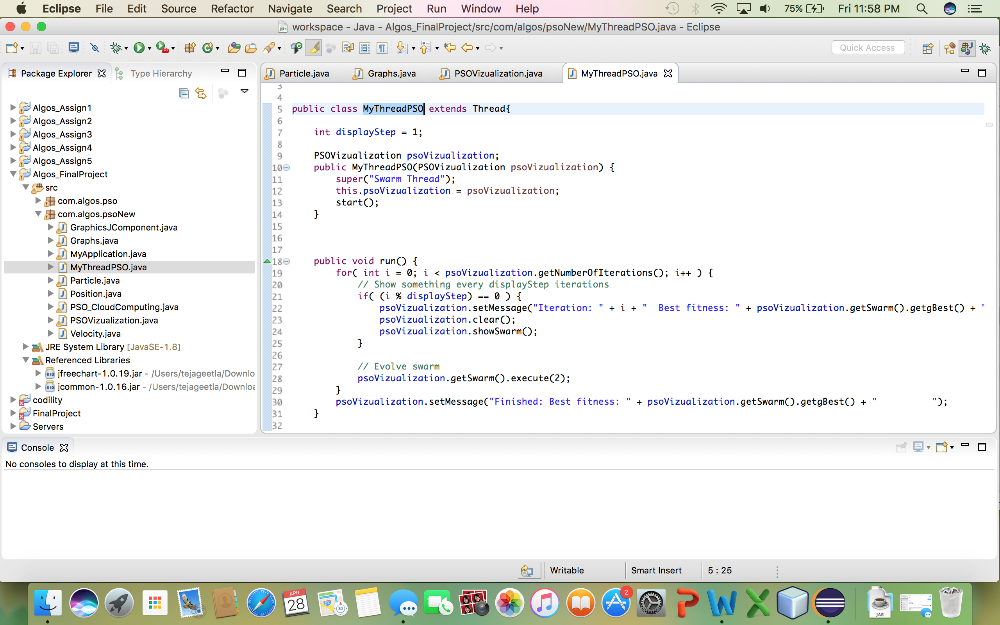 Eclipse File Edit Source Refactor Navigate Search Project Run Window Help 75% Fri 11:58 PM
workspace - Java - Algos_FinalProject/src/com/algos/psoNew/MyThreadPSO.java - Eclipse
Quick Access
Package Explorer Type Hierarchy
Algos_Assign1
Algos_Assign2
Algos_Assign3
Algos_Assign4
Algos_Assign5
Algos_FinalProject
src
com.algos.pso
com.algos.psoNew
GraphicsJComponent.java
Graphs.java
MyApplication.java
MyThreadPSO.java
Particle.java
Position.java
PSO_CloudComputing.java
PSOVizualization.java
Velocity.java
JRE System Library [JavaSE-1.8]
Referenced Libraries
jfreechart-1.0.19.jar - /Users/tejageetla/Downlo
jcommon-1.0.16.jar - /Users/tejageetla/Downloa
codility
FinalProject
Servers
Particle.java Graphs.java PSOVizualization.java MyThreadPSO.java
3
4
5 public class MyThreadPSO extends Thread{
6
7 int displayStep = 1;
8
9 PSOVizualization psoVizualization;
10 public MyThreadPSO(PSOVizualization psoVizualization) {
11 super("Swarm Thread");
12 this.psoVizualization = psoVizualization;
13 start();
14 }
15
16
17
18 public void run() {
19 for( int i = 0; i < psoVizualization.getNumberOfIterations(); i++ ) {
20 // Show something every displayStep iterations
21 if( (i % displayStep) == 0 ) {
22 psoVizualization.setMessage("Iteration: " + i + "  Best fitness: " + psoVizualization.getSwarm().getgBest() + "
23 psoVizualization.clear();
24 psoVizualization.showSwarm();
25 }
26
27 // Evolve swarm
28 psoVizualization.getSwarm().execute(2);
29 }
30 psoVizualization.setMessage("Finished: Best fitness: " + psoVizualization.getSwarm().getgBest() + "          ");
31 }
32
Console
No consoles to display at this time.
Writable Smart Insert 5 : 25
APR
28
280
3D
2
JAR